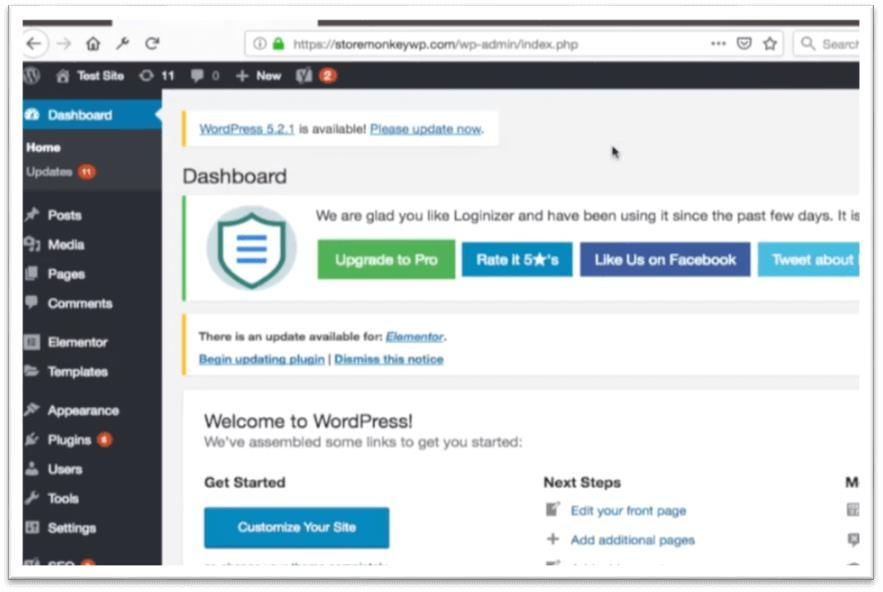 https://storemonkeywp.com/wp-admin/index.php
Search
Test Site 11 0 + New 2
Dashboard
Home
Updates 11
Posts
Media
Pages
Comments
Elementor
Templates
Appearance
Plugins 6
Users
Tools
Settings
SEO
WordPress 5.2.1 is available! Please update now.
Dashboard
We are glad you like Loginizer and have been using it since the past few days. It is
Upgrade to Pro
Rate it 5★'s
Like Us on Facebook
Tweet about
There is an update available for: Elementor.
Begin updating plugin | Dismiss this notice
Welcome to WordPress!
We've assembled some links to get you started:
Get Started
Customize Your Site
Next Steps
Edit your front page
Add additional pages
M